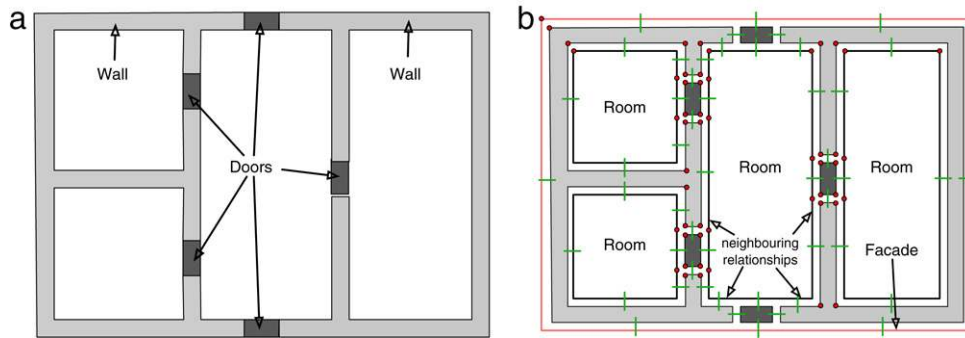 a
b
Wall
Wall
Doors
Room
Room
Room
Room
neighbouring
relationships
Facade